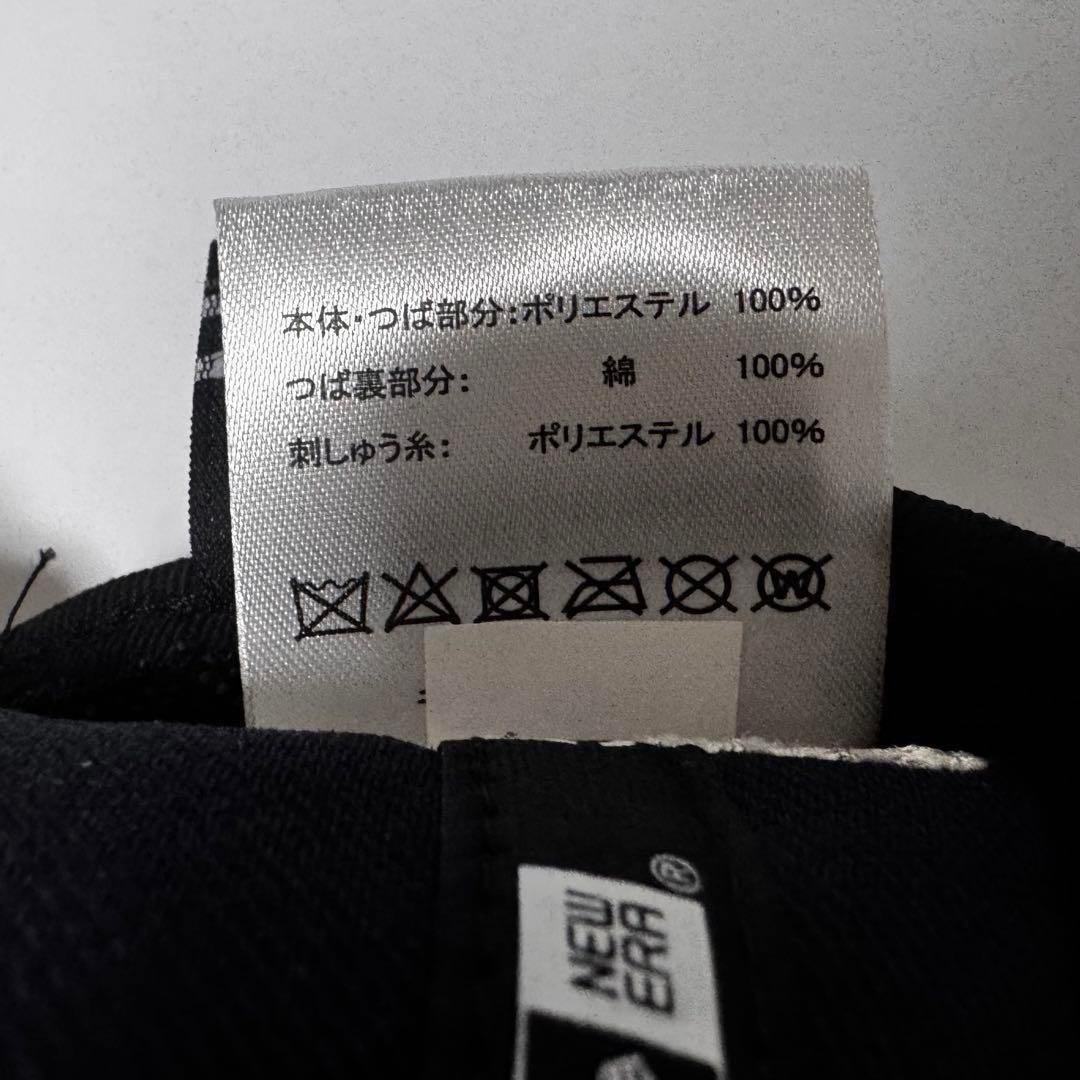 本体・つば部分：ポリエステル 100%
つば裏部分： 綿 100%
刺しゅう糸： ポリエステル 100%
W
NEW
ERA®